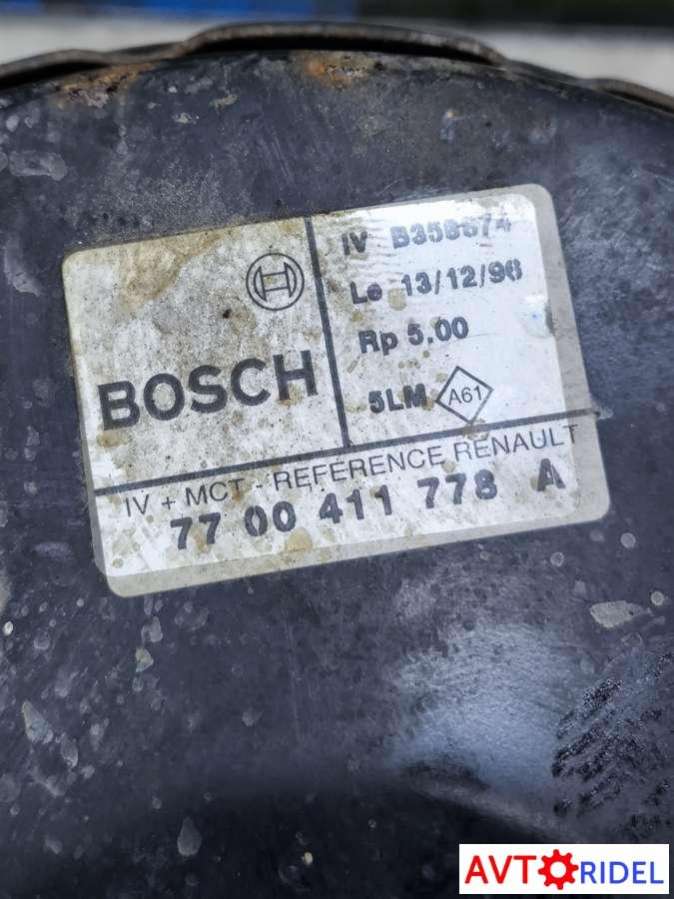 BOSCH
IV B358674
Le 13/12/96
Rp 5.00
5LM A61
IV + MCT - REFERENCE RENAULT
77 00 411 778 A
AVTORIDEL